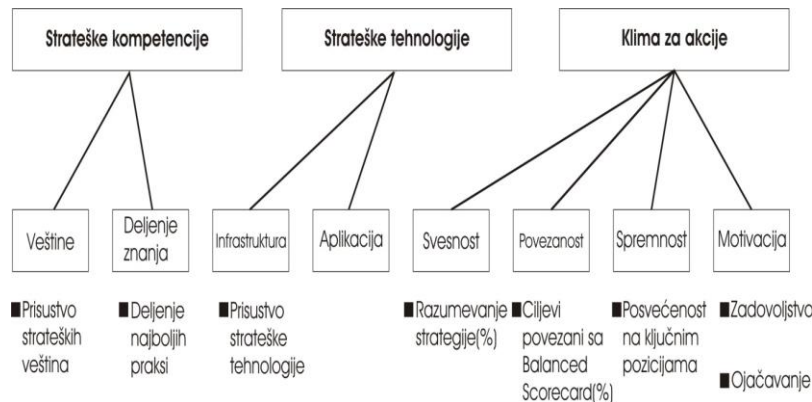 Strateške kompetencije
Strateške tehnologije
Klima za akcije
Veštine
Deljenje
znanja
Infrastruktura
Aplikacija
Svesnost
Povezanost
Spremnost
Motivacija
Prisustvo
strateških
veština
Deljenje
najboljih
praksi
Prisustvo
strateške
tehnologije
Razumevanje
strategije(%)
Ciljevi
povezani sa
Balanced
Scorecard(%)
Posvećenost
na ključnim
pozicijama
Zadovoljstvo
Ojačavanje